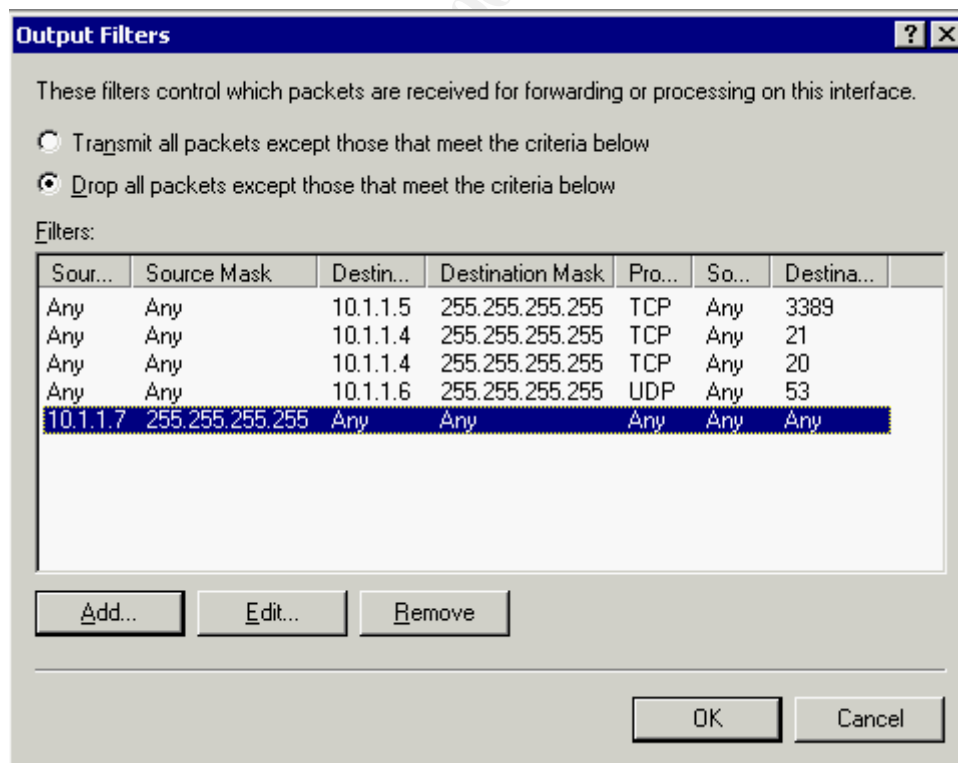 Output Filters
These filters control which packets are received for forwarding or processing on this interface.
Transmit all packets except those that meet the criteria below
Drop all packets except those that meet the criteria below
Filters:
Sour... Source Mask Destin... Destination Mask Pro... So... Destina...
Any Any 10.1.1.5 255.255.255.255 TCP Any 3389
Any Any 10.1.1.4 255.255.255.255 TCP Any 21
Any Any 10.1.1.4 255.255.255.255 TCP Any 20
Any Any 10.1.1.6 255.255.255.255 UDP Any 53
10.1.1.7 255.255.255.255 Any Any Any Any Any
Add... Edit... Remove
OK Cancel